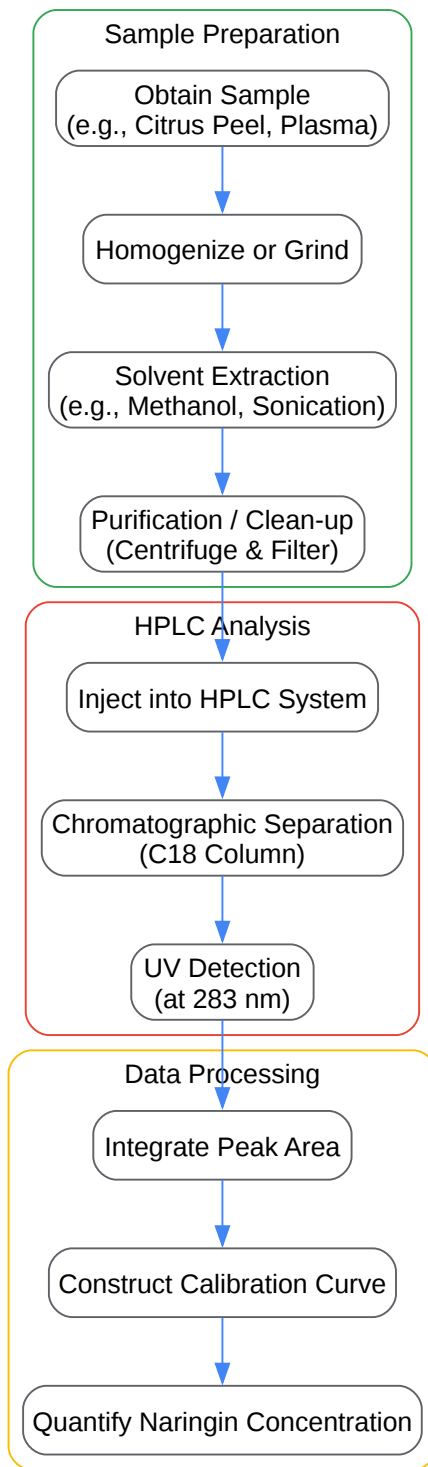 Sample Preparation
Obtain Sample
(e.g., Citrus Peel, Plasma)
Homogenize or Grind
Solvent Extraction
(e.g., Methanol, Sonication)
Purification / Clean-up
(Centrifuge & Filter)
HPLC Analysis
Inject into HPLC System
Chromatographic Separation
(C18 Column)
UV Detection
(at 283 nm)
Data Processing
Integrate Peak Area
Construct Calibration Curve
Quantify Naringin Concentration